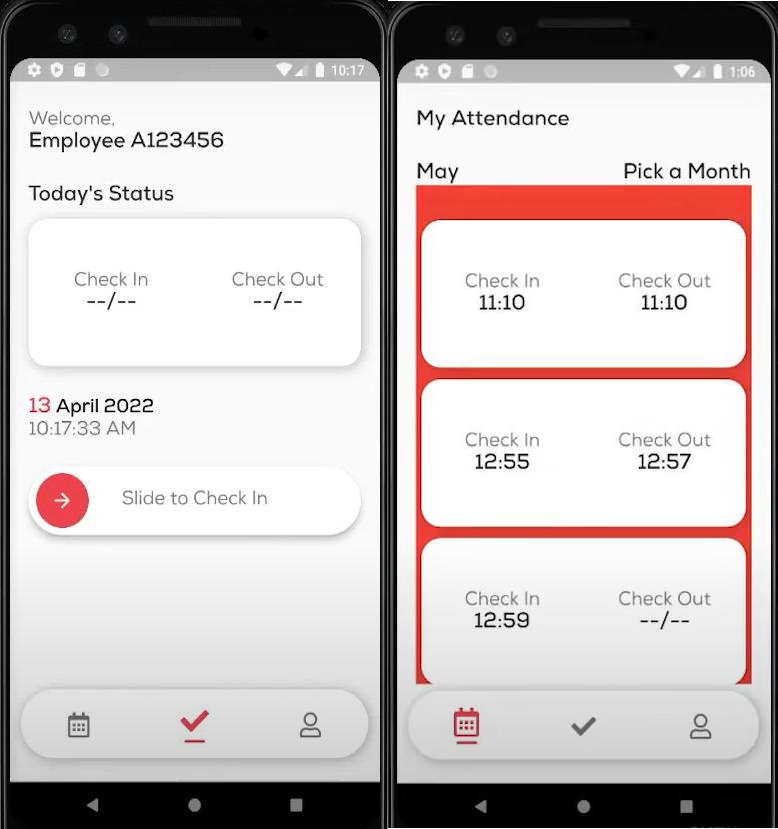 10:17
Welcome,
Employee A123456
Today's Status
Check In Check Out
--/-- --/--
13 April 2022
10:17:33 AM
Slide to Check In
1:06
My Attendance
May Pick a Month
Check In Check Out
11:10 11:10
Check In Check Out
12:55 12:57
Check In Check Out
12:59 --/--